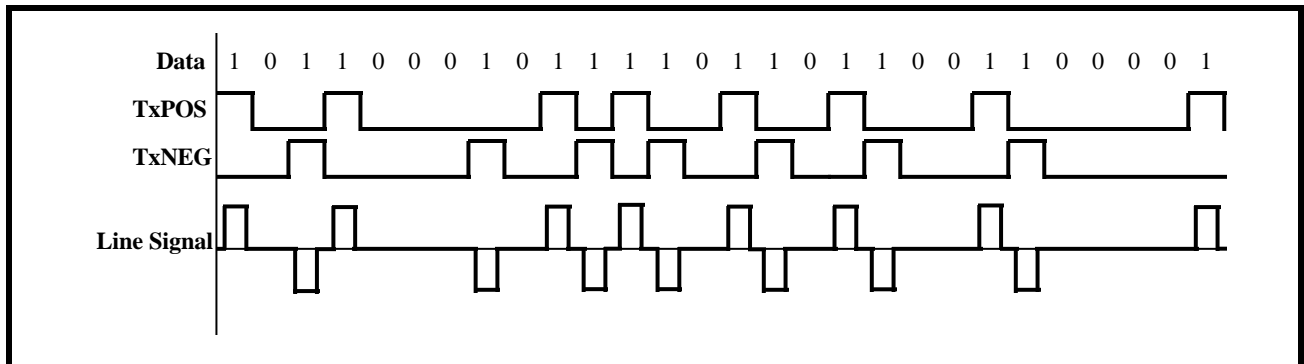 Data 1 0 1 1 0 0 0 1 0 1 1 1 1 0 1 1 0 1 1 0 0 1 1 0 0 0 0 1
TxPOS
TxNEG
Line Signal